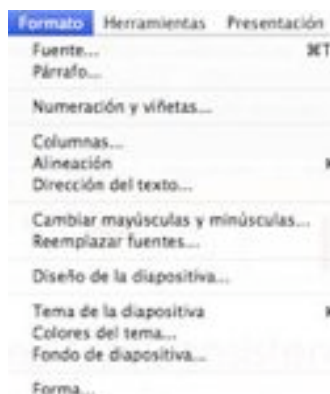 Formato Herramientas Presentación
Fuente... ⌘T
Párrafo...
Numeración y viñetas...
Columnas...
Alineación
Dirección del texto...
Cambiar mayúsculas y minúsculas...
Reemplazar fuentes...
Diseño de la diapositiva...
Tema de la diapositiva
Colores del tema...
Fondo de diapositiva...
Forma...